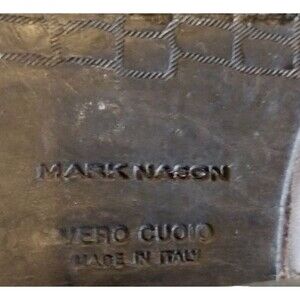 MARK NASON
VERO CUOIO
MADE IN ITALY